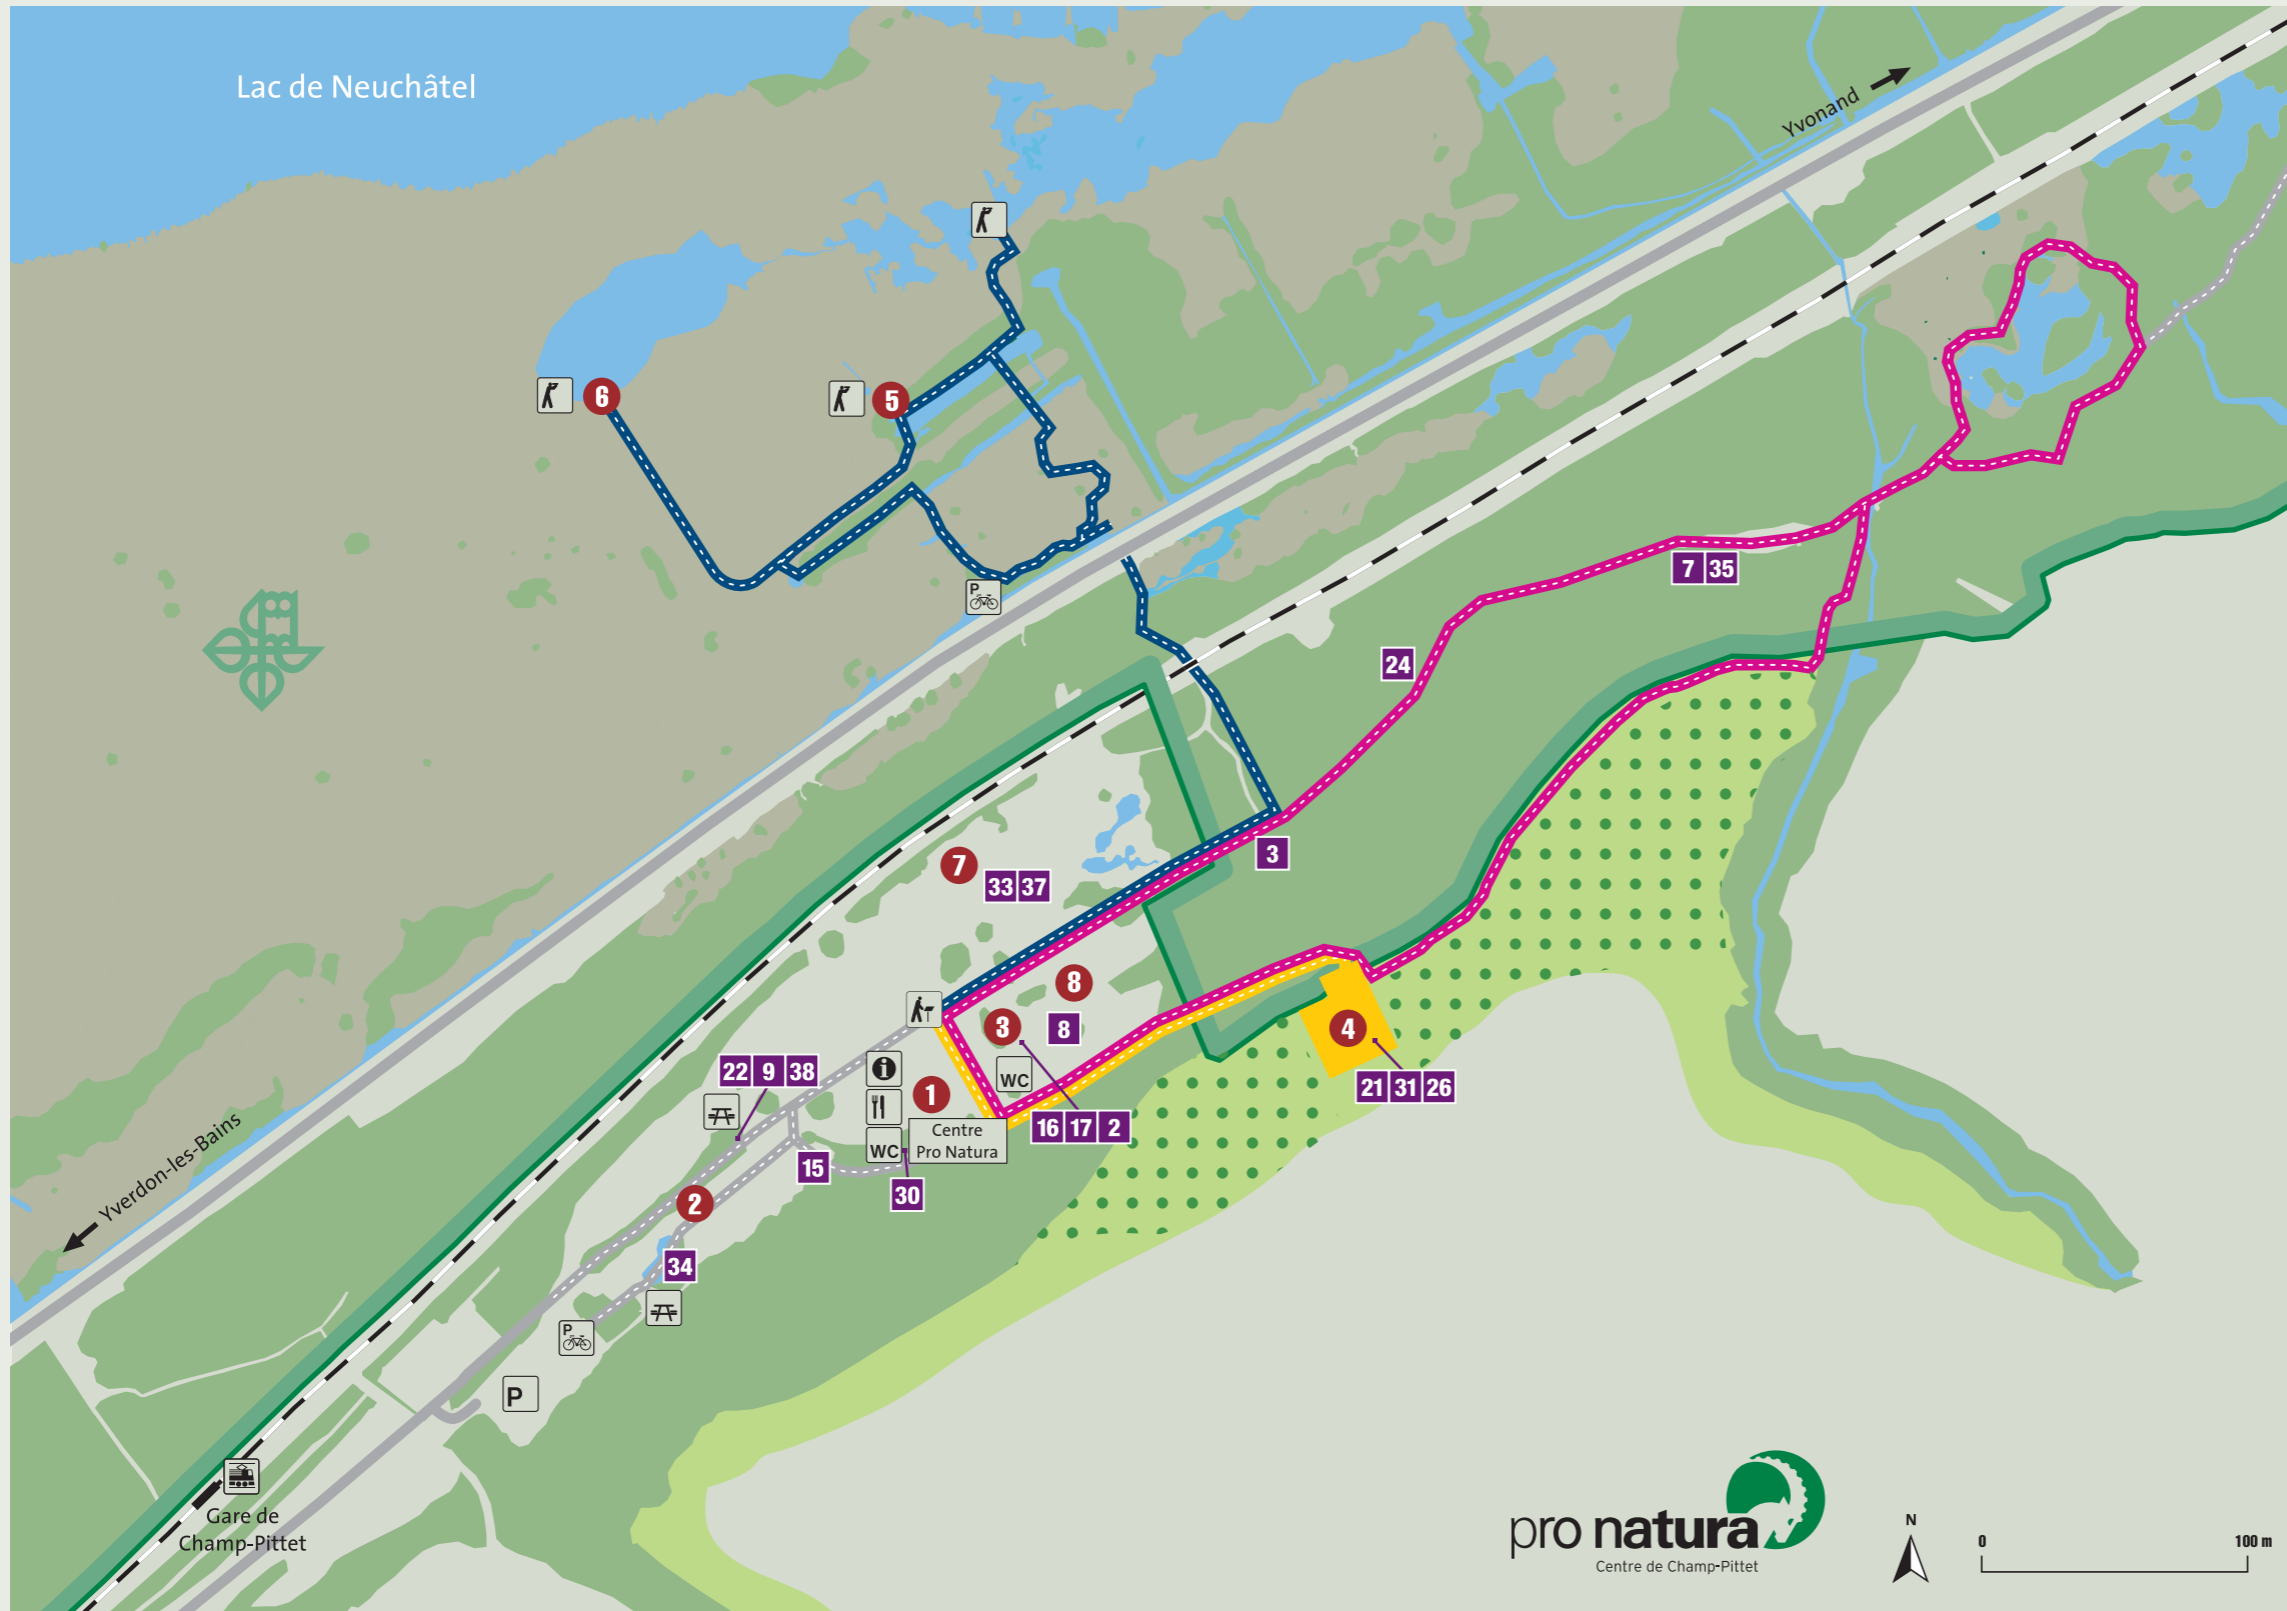 Lac de Neuchâtel
Yvonand
6
5
P
7 35
24
3
7
33 37
8
3
8
4
22 9 38
i
1
WC
21 31 26
Centre
Pro Natura
16 17 2
WC
15
30
2
34
Yverdon-les-Bains
P
P
Gare de
Champ-Pittet
pro natura
Centre de Champ-Pittet
N
0 100 m